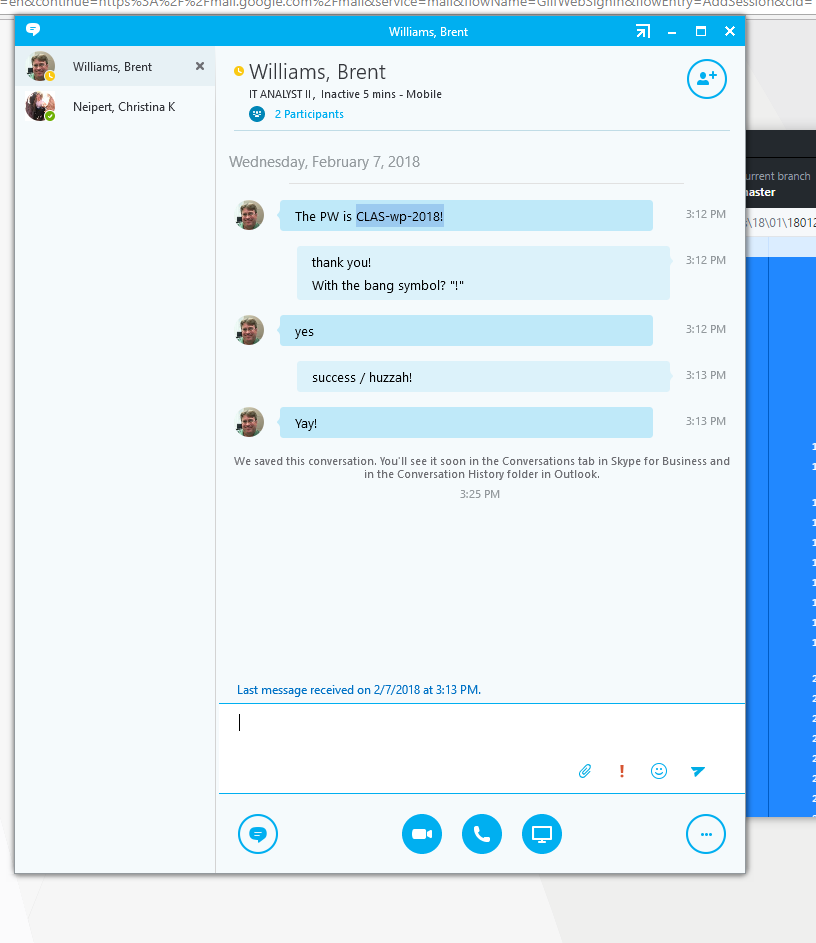 =en&continue=https%3A%2F%2Fmail.google.com%2Fmail&service=mail&flowName=GlifWebSignIn&flowEntry=AddSession&cid=
Williams, Brent
Williams, Brent
Neipert, Christina K
Williams, Brent
IT ANALYST II, Inactive 5 mins - Mobile
2 Participants
Wednesday, February 7, 2018
The PW is CLAS-wp-2018!
3:12 PM
thank you!
With the bang symbol? "!"
3:12 PM
yes
3:12 PM
success / huzzah!
3:13 PM
Yay!
3:13 PM
We saved this conversation. You'll see it soon in the Conversations tab in Skype for Business and
in the Conversation History folder in Outlook.
3:25 PM
Last message received on 2/7/2018 at 3:13 PM.
urrent branch
naster
\18\01\18012